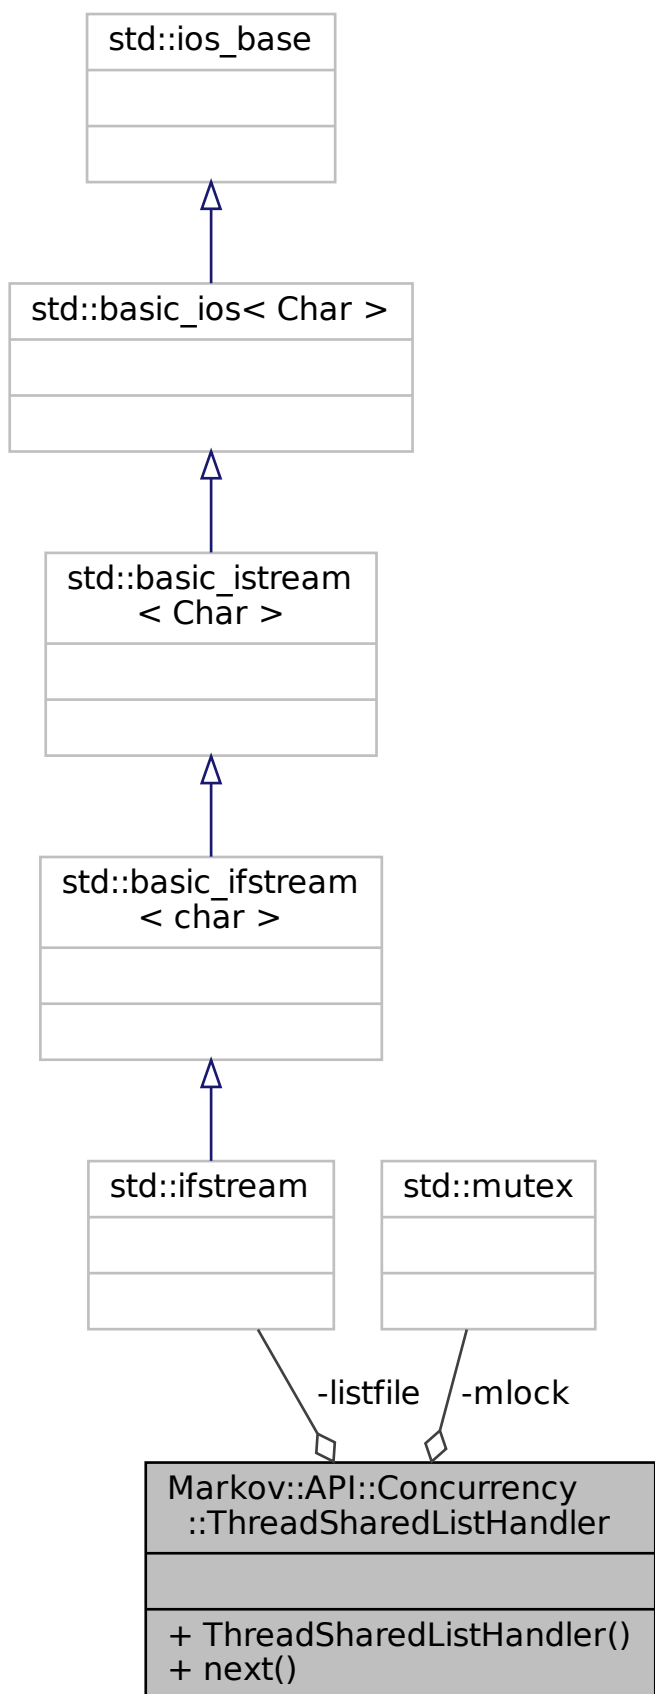 std::ios_base
std::basic_ios< Char >
std::basic_istream
< Char >
std::basic_ifstream
< char >
std::ifstream
std::mutex
-listfile
-mlock
Markov::API::Concurrency
::ThreadSharedListHandler
+ ThreadSharedListHandler()
+ next()